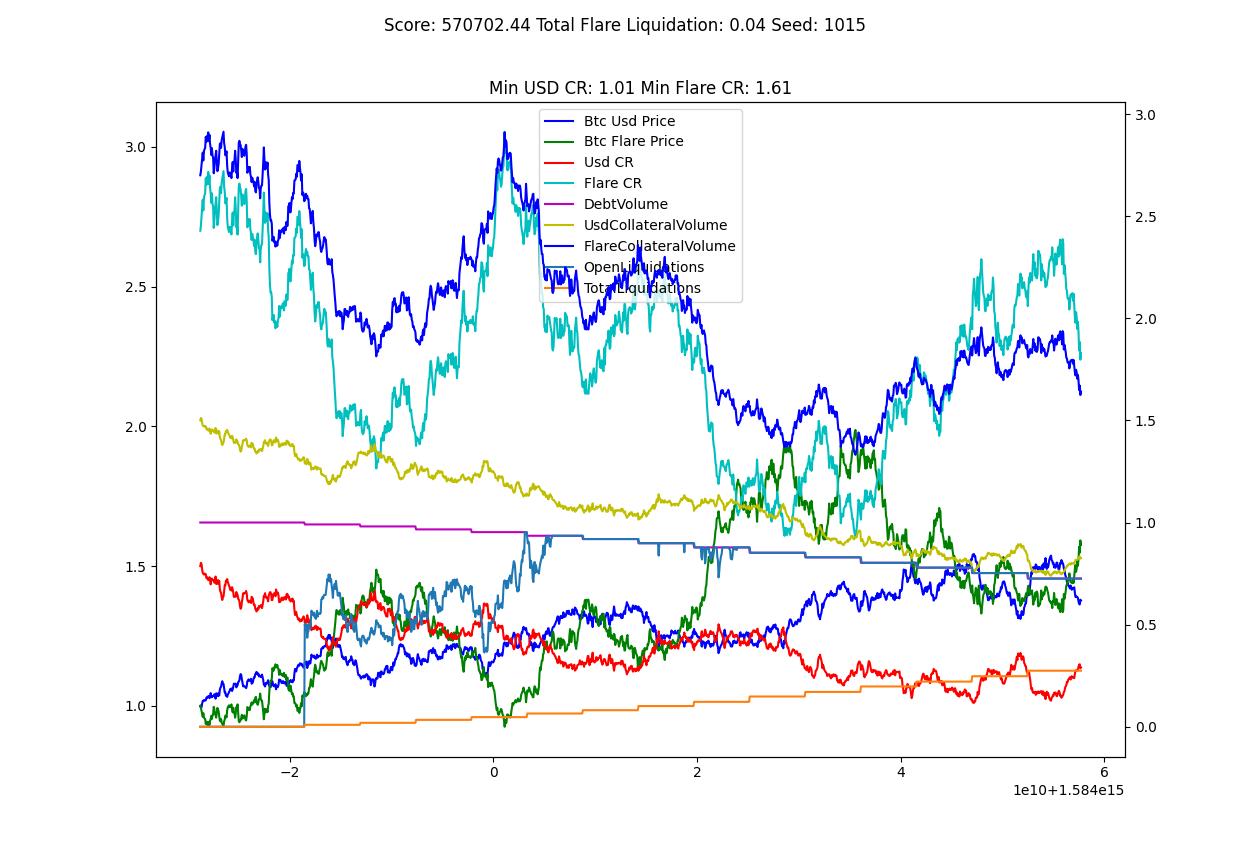 Score: 570702.44 Total Flare Liquidation: 0.04 Seed: 1015
Min USD CR: 1.01 Min Flare CR: 1.61
Btc Usd Price
Btc Flare Price
Usd CR
Flare CR
DebtVolume
UsdCollateralVolume
FlareCollateralVolume
OpenLiquidations
TotalLiquidations
3.0
2.5
2.0
1.5
1.0
3.0
2.5
2.0
1.5
1.0
0.5
0.0
−2
0
2
4
6
1e10+1.584e15